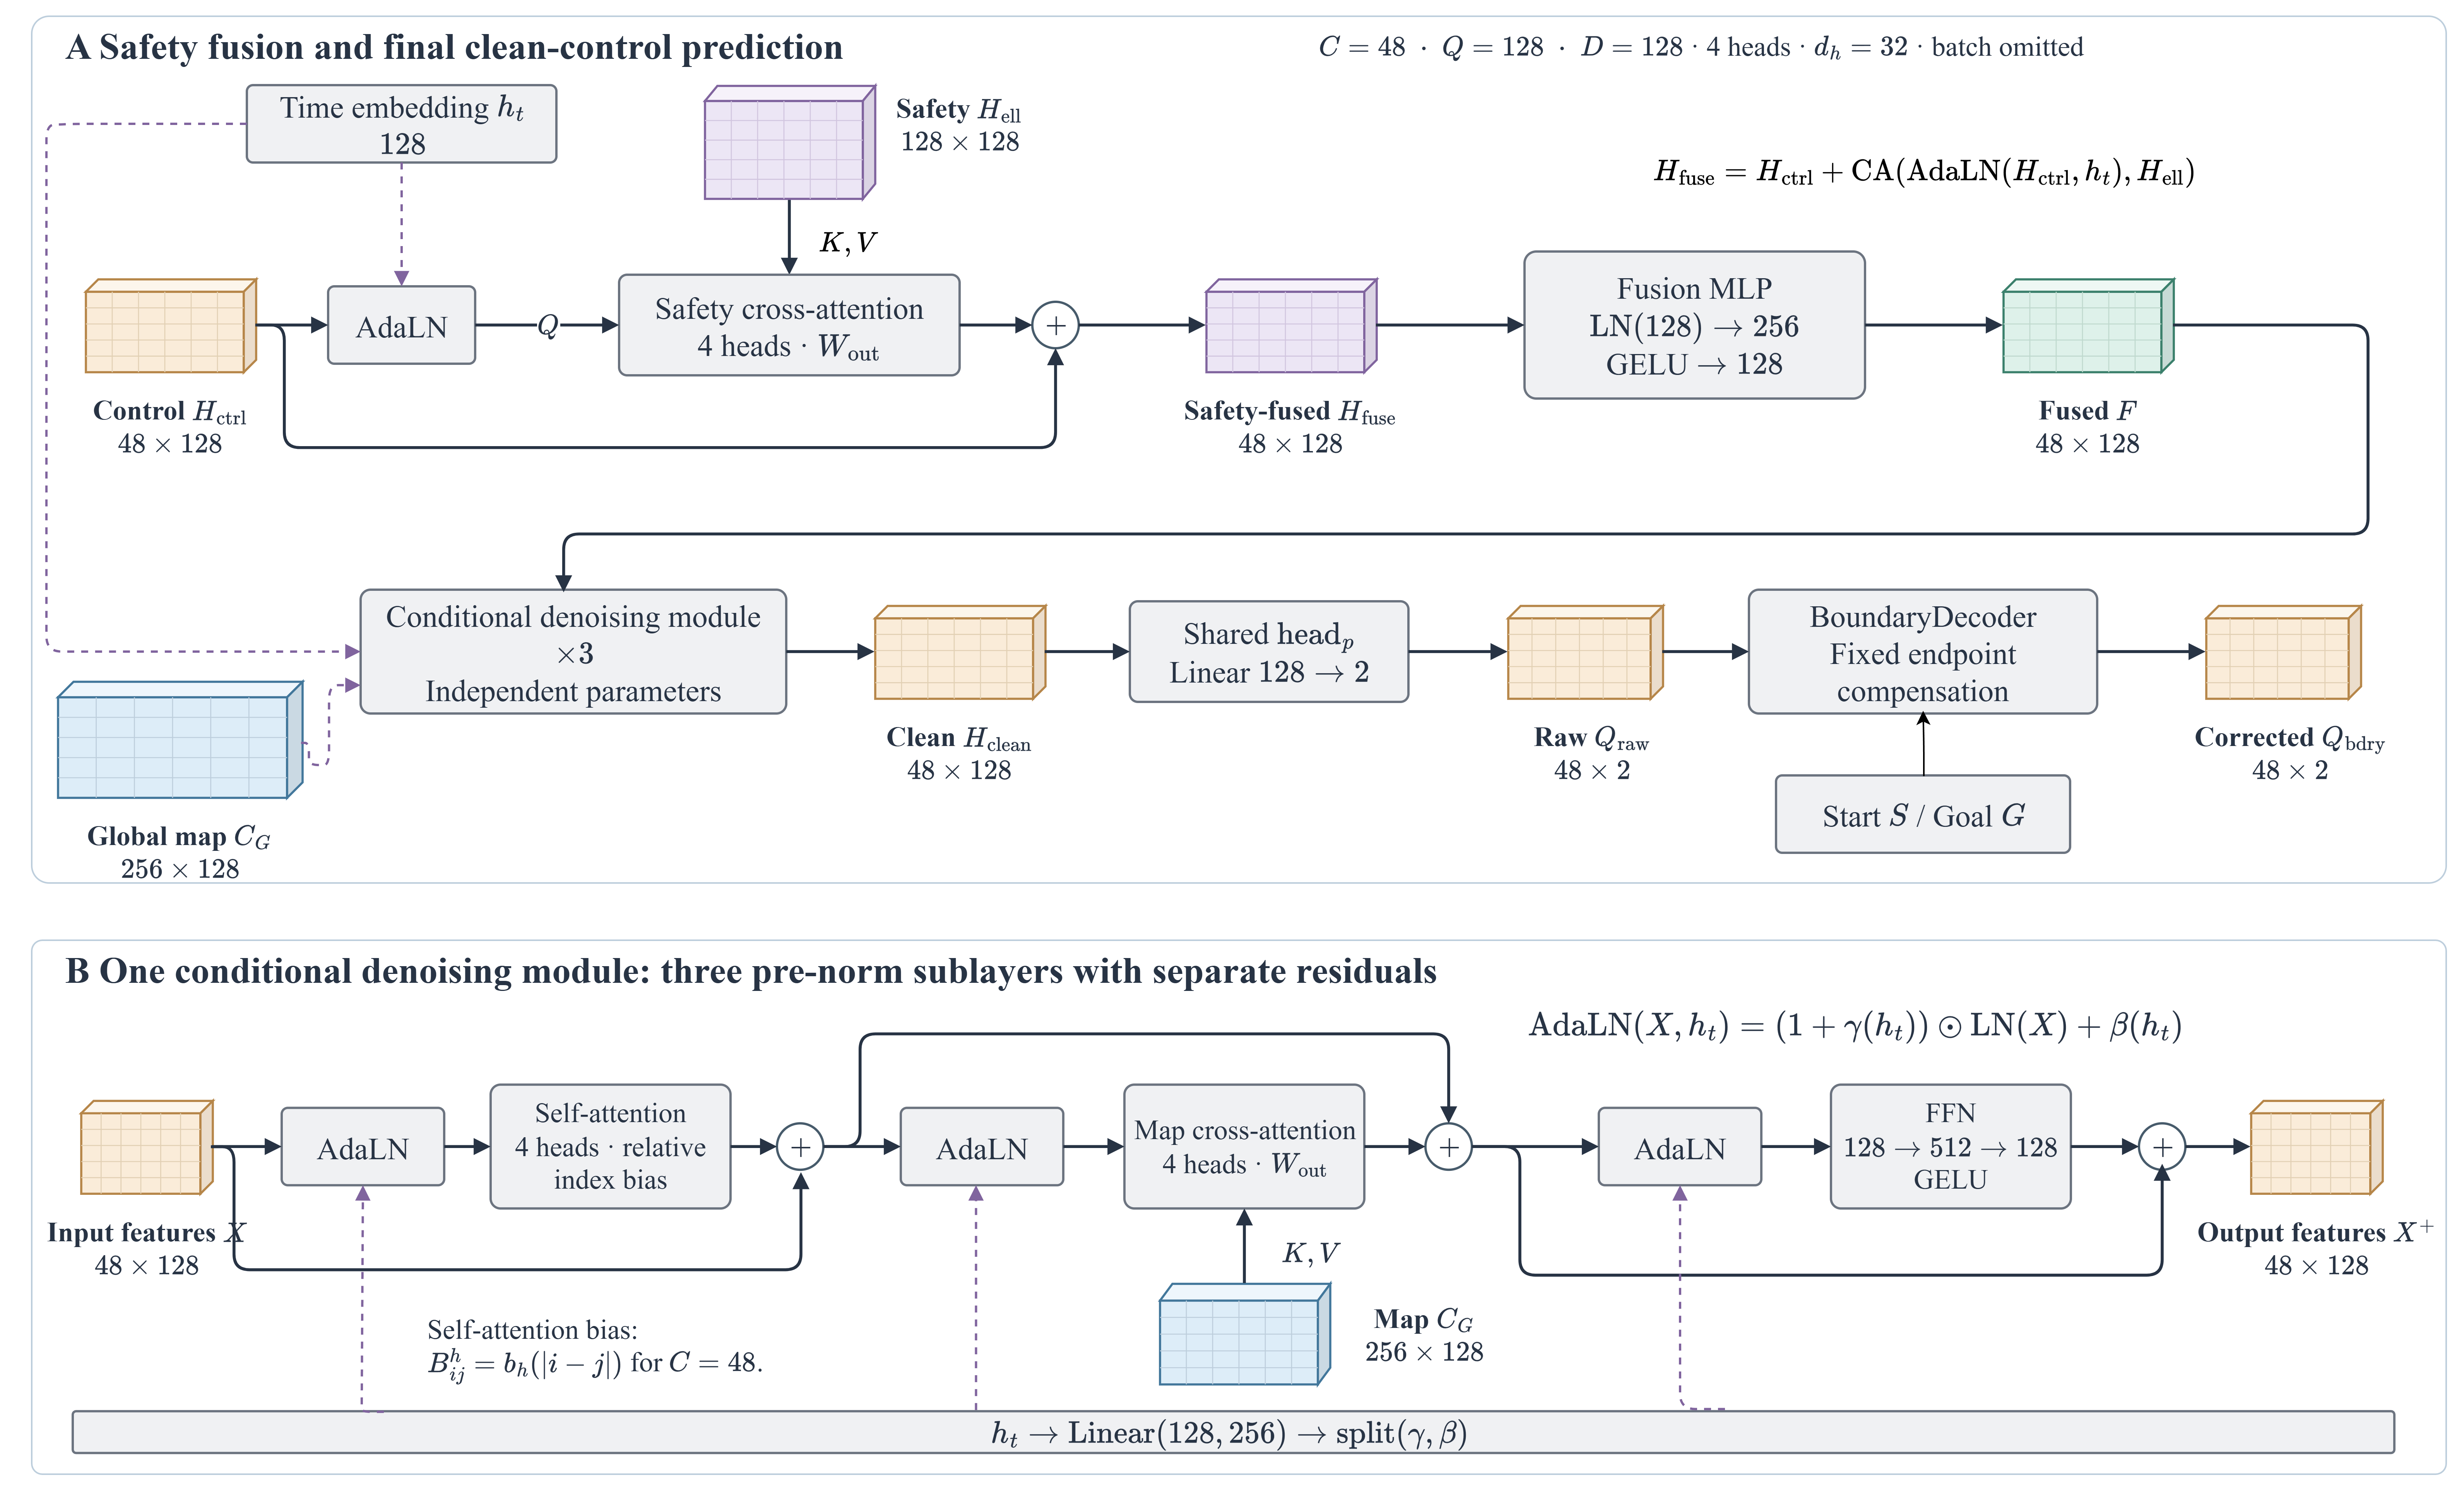 A Safety fusion and final clean-control prediction
C = 48 · Q = 128 · D = 128 · 4 heads · d_h = 32 · batch omitted
Time embedding h_t
128
Safety H_ell
128 × 128
H_fuse = H_ctrl + CA(AdaLN(H_ctrl, h_t), H_ell)
K, V
AdaLN
Q
Safety cross-attention
4 heads · W_out
+
Fusion MLP
LN(128) → 256
GELU → 128
Control H_ctrl
48 × 128
Safety-fused H_fuse
48 × 128
Fused F
48 × 128
Conditional denoising module
×3
Independent parameters
Shared head_p
Linear 128 → 2
BoundaryDecoder
Fixed endpoint
compensation
Clean H_clean
48 × 128
Raw Q_raw
48 × 2
Corrected Q_bdry
48 × 2
Start S / Goal G
Global map C_G
256 × 128
B One conditional denoising module: three pre-norm sublayers with separate residuals
AdaLN(X, h_t) = (1 + γ(h_t)) ⊙ LN(X) + β(h_t)
AdaLN
Self-attention
4 heads · relative
index bias
+
AdaLN
Map cross-attention
4 heads · W_out
+
AdaLN
FFN
128 → 512 → 128
GELU
+
Input features X
48 × 128
K, V
Output features X⁺
48 × 128
Self-attention bias:
B_{ij}^h = b_h(|i − j|) for C = 48.
Map C_G
256 × 128
h_t → Linear(128, 256) → split(γ, β)